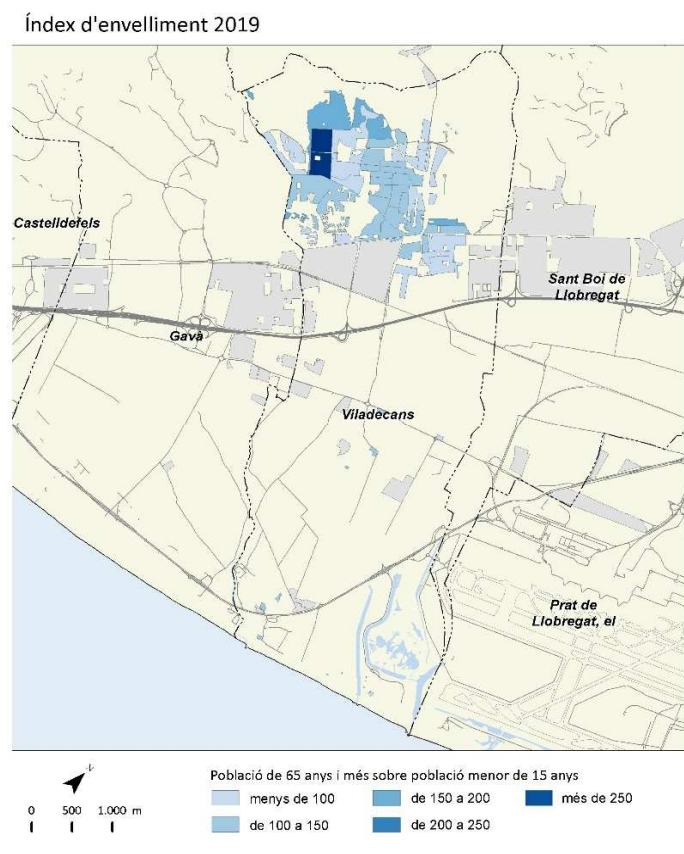 Índex d'envelliment 2019
Castelldefels
Sant Boi de
Llobregat
Gavà
Viladecans
Prat de
Llobregat, el
N
Població de 65 anys i més sobre població menor de 15 anys
0 500 1.000 m
menys de 100
de 100 a 150
de 150 a 200
de 200 a 250
més de 250